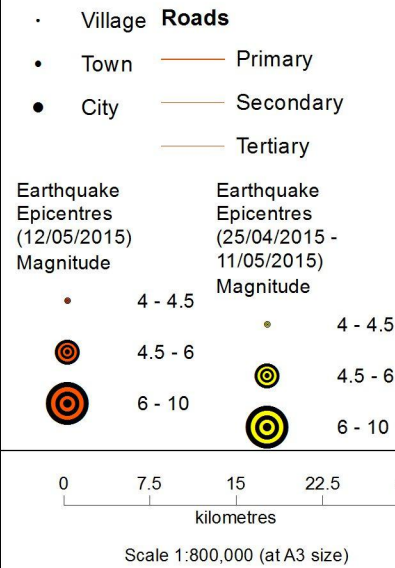 Village
Town
City
Roads
Primary
Secondary
Tertiary
Earthquake
Epicentres
(12/05/2015)
Magnitude
4 - 4.5
4.5 - 6
6 - 10
Earthquake
Epicentres
(25/04/2015 -
11/05/2015)
Magnitude
4 - 4.5
4.5 - 6
6 - 10
0 7.5 15 22.5
kilometres
Scale 1:800,000 (at A3 size)